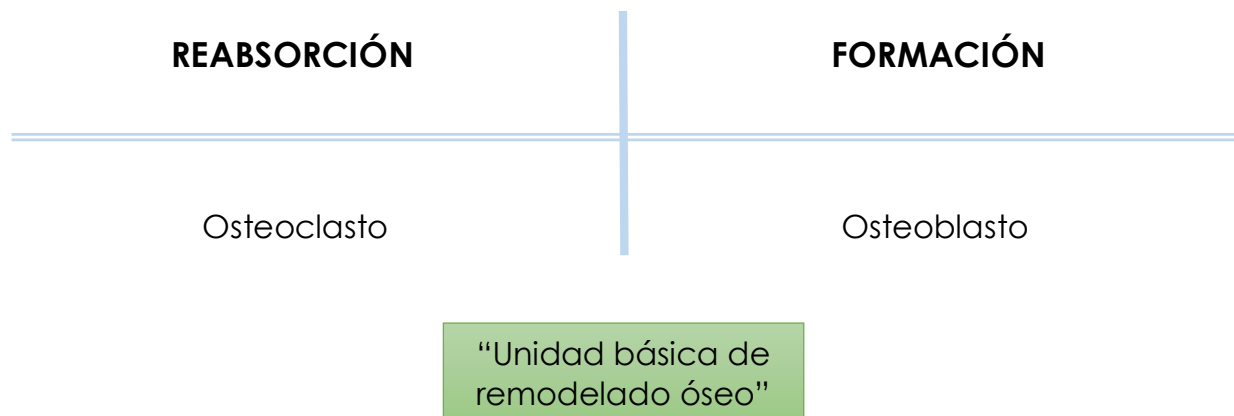 REABSORCIÓN
FORMACIÓN
Osteoclasto
Osteoblasto
“Unidad básica de
remodelado óseo”